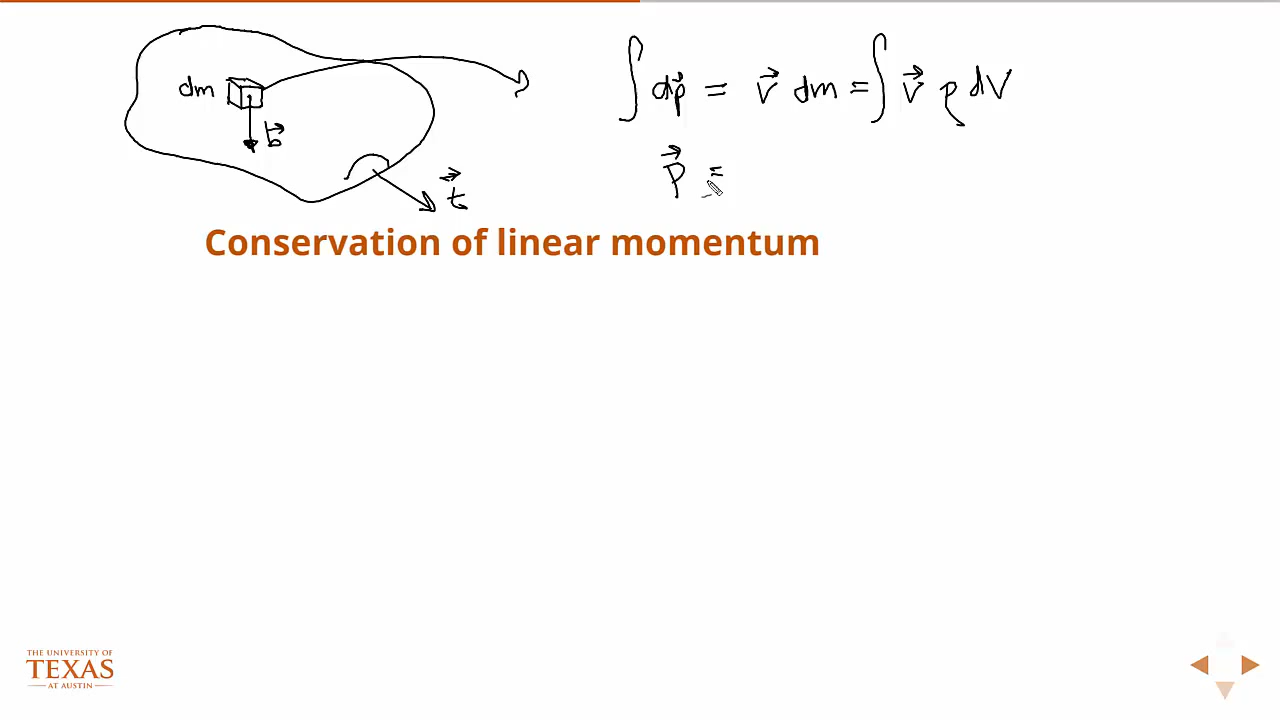 dm
b⃗
t⃗
∫ dp⃗ = v⃗ dm = ∫ v⃗ ρ dV
P⃗ =
Conservation of linear momentum
THE UNIVERSITY OF
TEXAS
AT AUSTIN